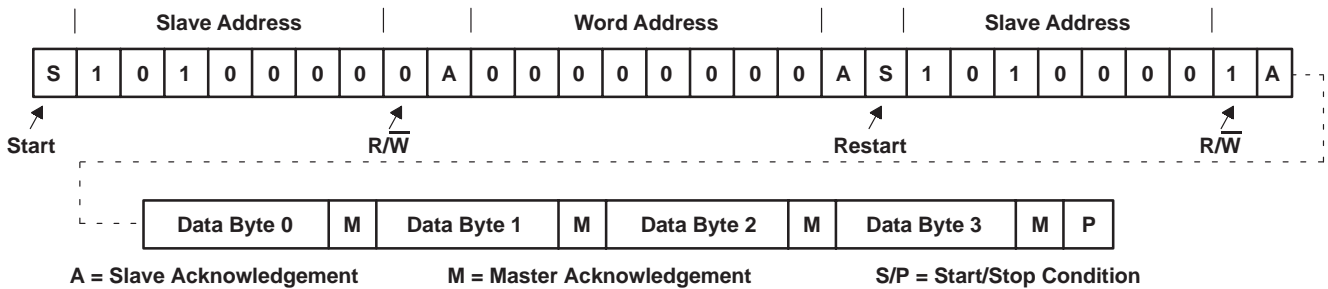 Slave Address Word Address Slave Address
S 1 0 1 0 0 0 0 0 A 0 0 0 0 0 0 0 0 A S 1 0 1 0 0 0 0 1 A
Start R/W Restart R/W
Data Byte 0 M Data Byte 1 M Data Byte 2 M Data Byte 3 M P
A = Slave Acknowledgement M = Master Acknowledgement S/P = Start/Stop Condition